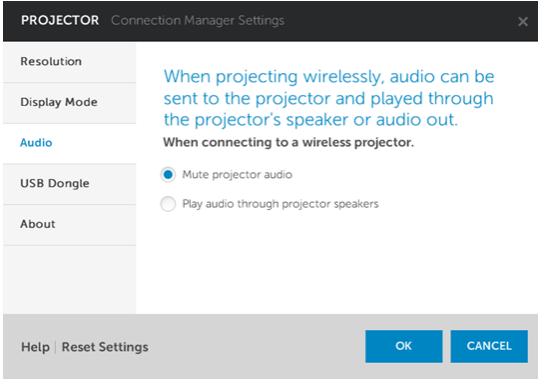 PROJECTOR Connection Manager Settings
Resolution
Display Mode
Audio
USB Dongle
About
When projecting wirelessly, audio can be
sent to the projector and played through
the projector's speaker or audio out.
When connecting to a wireless projector.
Mute projector audio
Play audio through projector speakers
Help | Reset Settings
OK
CANCEL